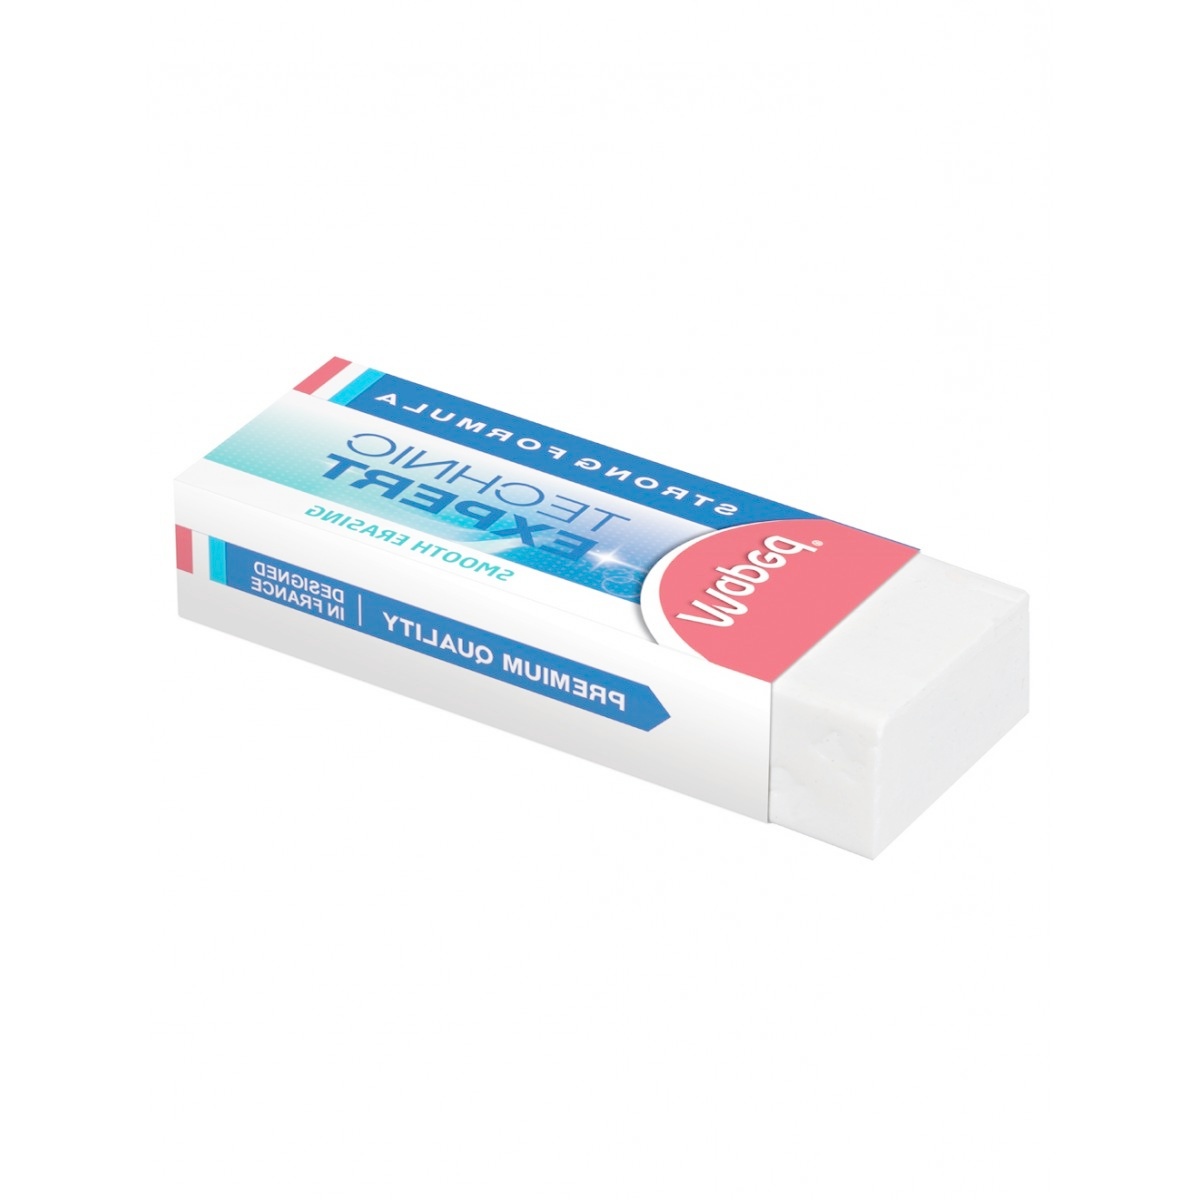 STRONG FORMULA
TECHNIC
EXPERT
SMOOTH ERASING
Maped®
PREMIUM QUALITY | DESIGNED
IN FRANCE